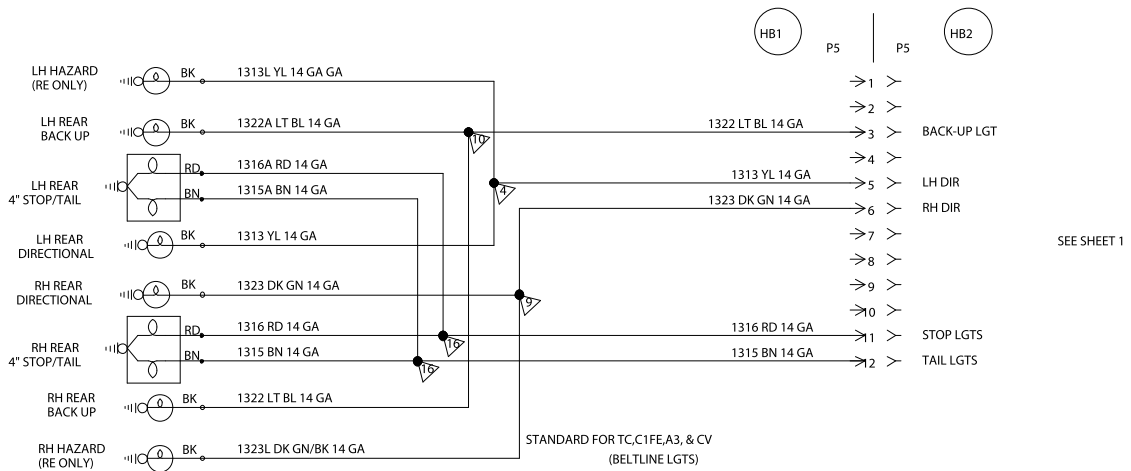 HB1
P5
P5
HB2
LH HAZARD
(RE ONLY)
BK
1313L YL 14 GA GA
1
2
LH REAR
BACK UP
BK
1322A LT BL 14 GA
10
1322 LT BL 14 GA
3
BACK-UP LGT
4
LH REAR
4" STOP/TAIL
RD
1316A RD 14 GA
BN
1315A BN 14 GA
4
1313 YL 14 GA
5
LH DIR
1323 DK GN 14 GA
6
RH DIR
LH REAR
DIRECTIONAL
BK
1313 YL 14 GA
7
SEE SHEET 1
8
RH REAR
DIRECTIONAL
BK
1323 DK GN 14 GA
9
9
10
RH REAR
4" STOP/TAIL
RD
1316 RD 14 GA
16
1316 RD 14 GA
11
STOP LGTS
BN
1315 BN 14 GA
16
1315 BN 14 GA
12
TAIL LGTS
RH REAR
BACK UP
BK
1322 LT BL 14 GA
RH HAZARD
(RE ONLY)
BK
1323L DK GN/BK 14 GA
STANDARD FOR TC,C1FE,A3, & CV
(BELTLINE LGTS)